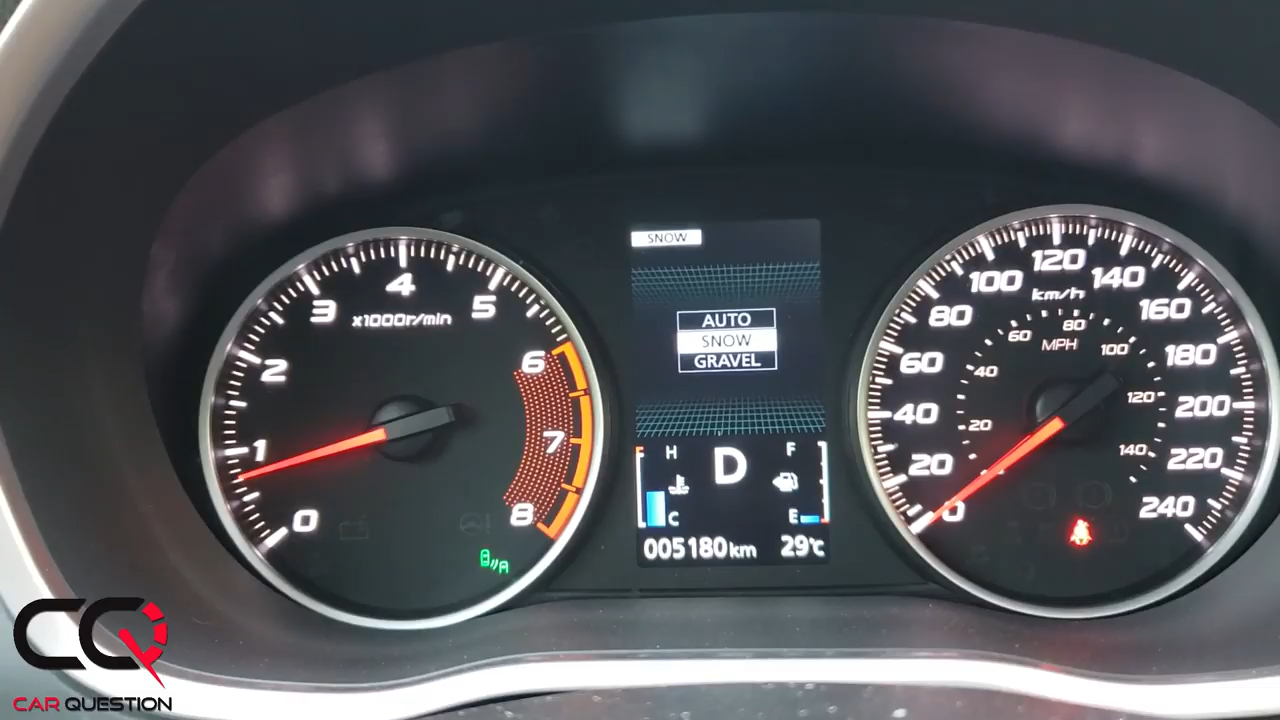 0
1
2
3
4
5
6
7
8
x1000r/min
A
SNOW
AUTO
SNOW
GRAVEL
H
C
D
F
E
005180km
29℃
0
20
40
60
80
100
120
140
160
180
200
220
240
km/h
20
40
60
80
100
120
140
MPH
CQ
CAR QUESTION